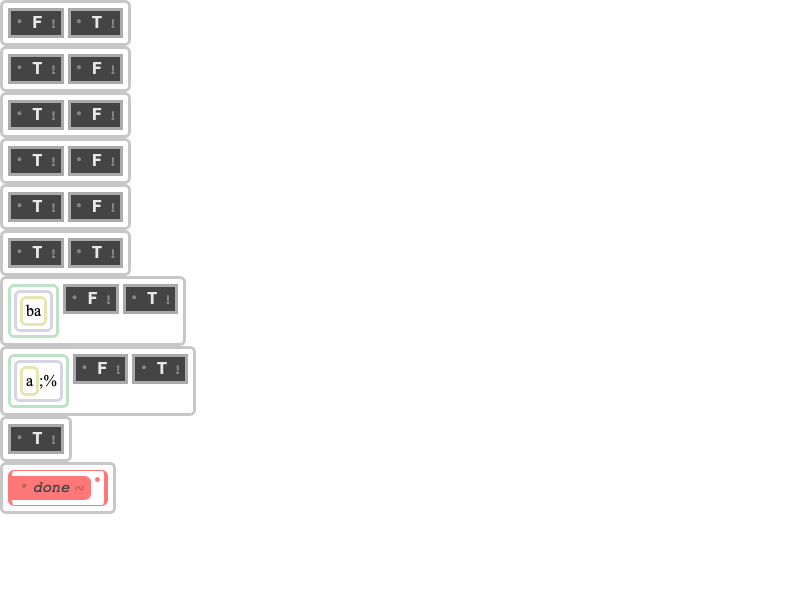 F T
T F
T F
T F
T F
T T
ba F T
a ;% F T
T
done